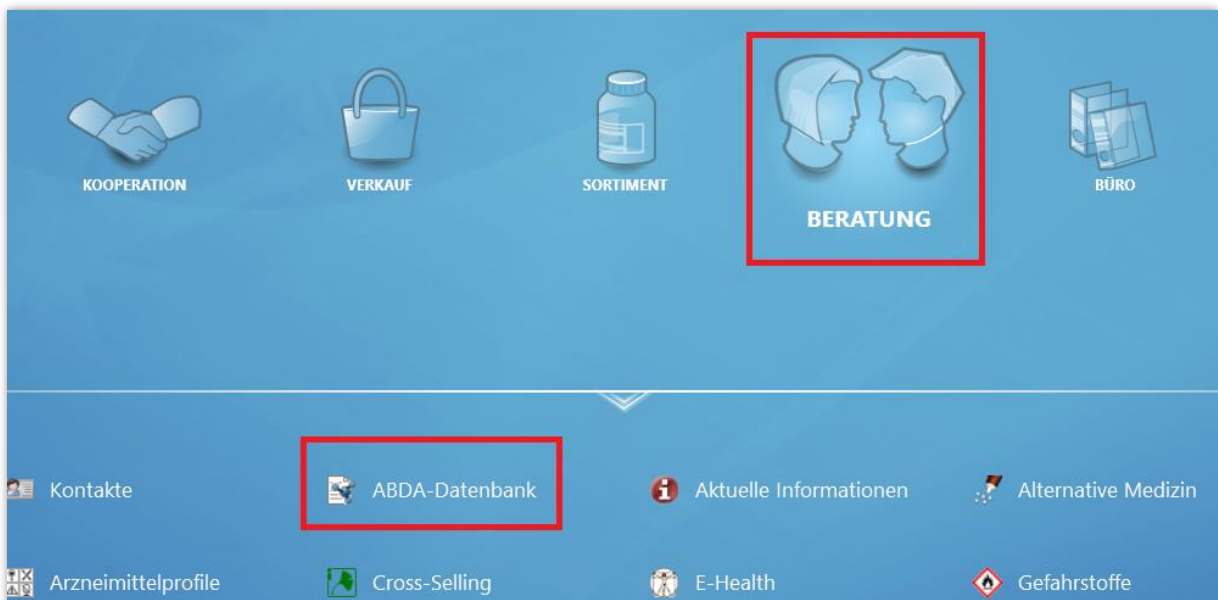 KOOPERATION
VERKAUF
SORTIMENT
BERATUNG
BÜRO
Kontakte
ABDA-Datenbank
Aktuelle Informationen
Alternative Medizin
Arzneimittelprofile
Cross-Selling
E-Health
Gefahrstoffe